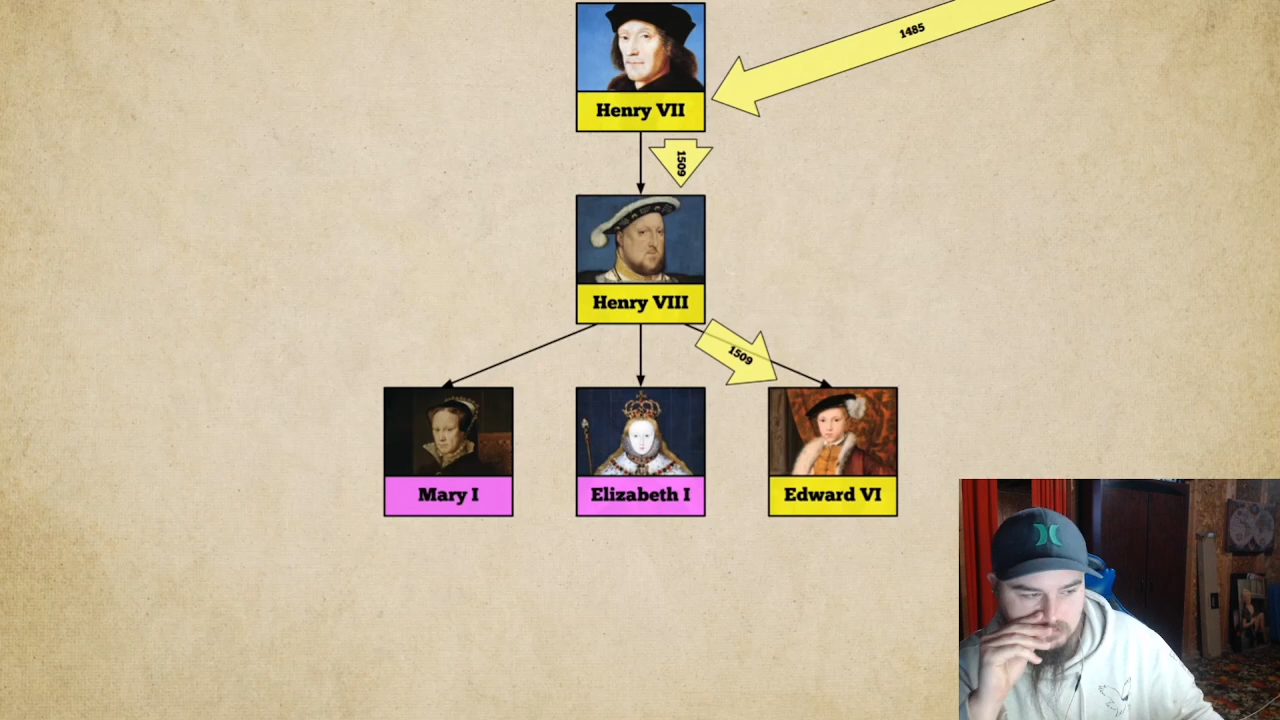 1485
Henry VII
1509
Henry VIII
1509
Mary I
Elizabeth I
Edward VI